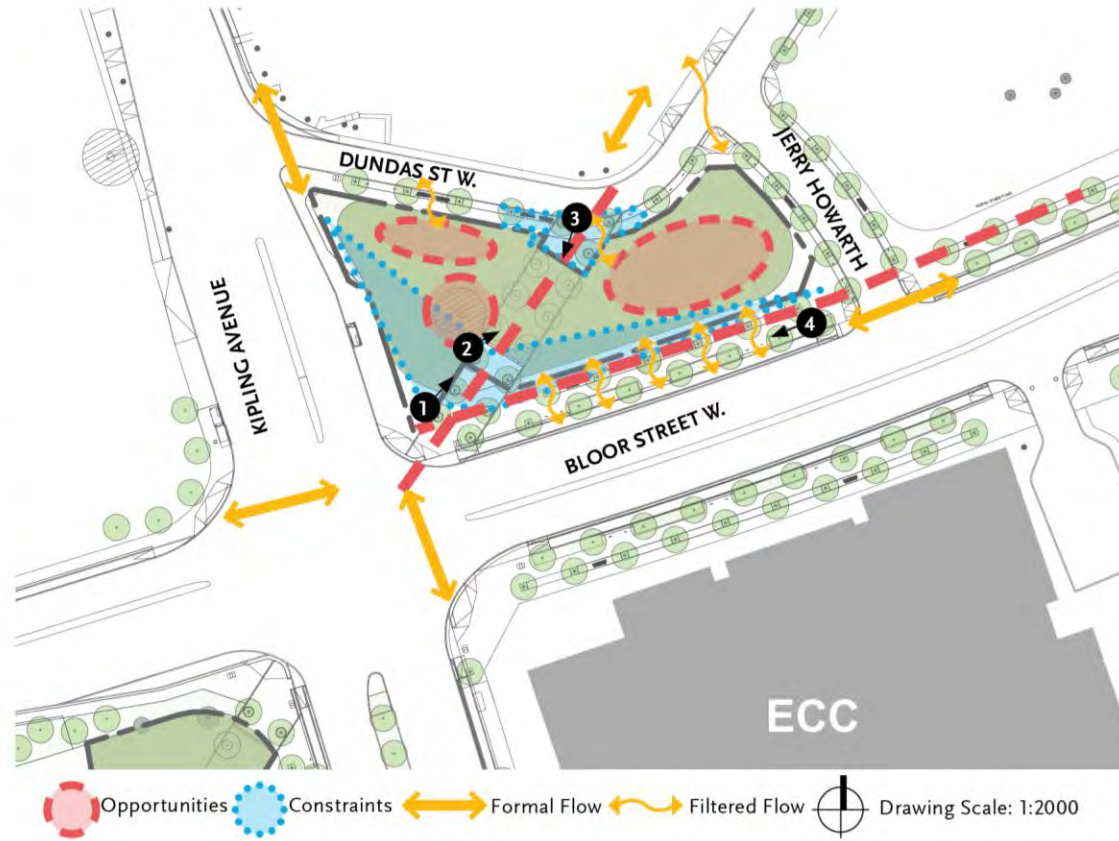 DUNDAS ST W.
JERRY HOWARTH
3
KIPLING AVENUE
4
2
1
BLOOR STREET W.
ECC
Opportunities
Constraints
Formal Flow
Filtered Flow
Drawing Scale: 1:2000